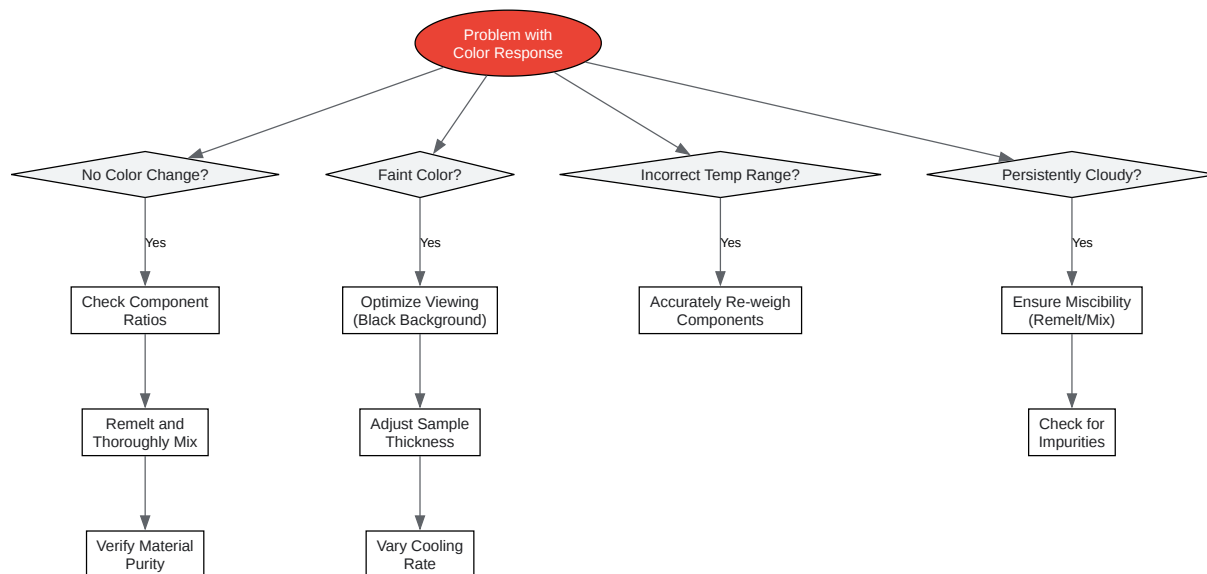 Problem with
Color Response
No Color Change?
Faint Color?
Incorrect Temp Range?
Persistently Cloudy?
Yes
Yes
Yes
Yes
Check Component
Ratios
Optimize Viewing
(Black Background)
Accurately Re-weigh
Components
Ensure Miscibility
(Remelt/Mix)
Remelt and
Thoroughly Mix
Adjust Sample
Thickness
Check for
Impurities
Verify Material
Purity
Vary Cooling
Rate